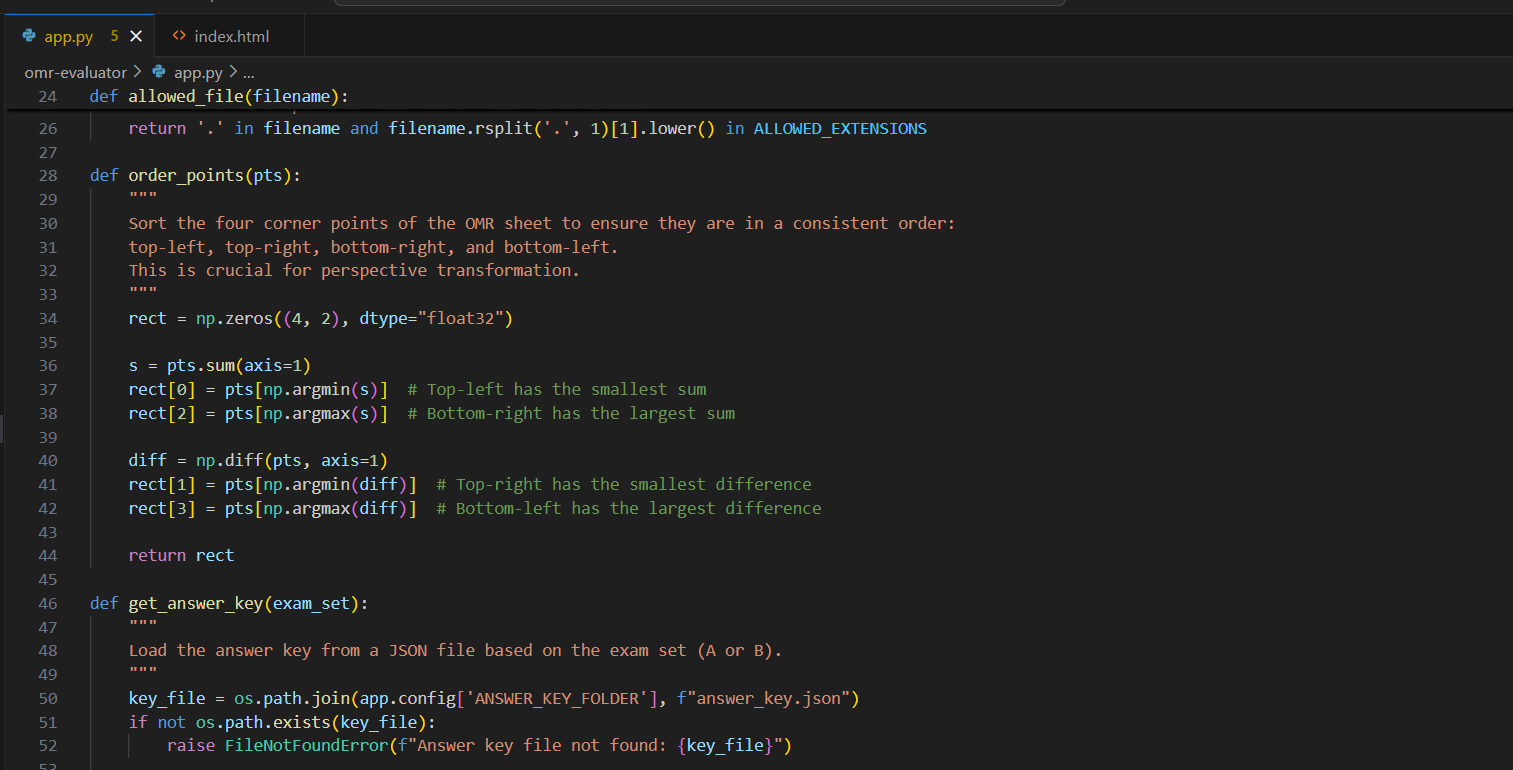 app.py 5 index.html
omr-evaluator > app.py > ...
24 def allowed_file(filename):
26 return '.' in filename and filename.rsplit('.', 1)[1].lower() in ALLOWED_EXTENSIONS
27
28 def order_points(pts):
29 """
30 Sort the four corner points of the OMR sheet to ensure they are in a consistent order:
31 top-left, top-right, bottom-right, and bottom-left.
32 This is crucial for perspective transformation.
33 """
34 rect = np.zeros((4, 2), dtype="float32")
35
36 s = pts.sum(axis=1)
37 rect[0] = pts[np.argmin(s)] # Top-left has the smallest sum
38 rect[2] = pts[np.argmax(s)] # Bottom-right has the largest sum
39
40 diff = np.diff(pts, axis=1)
41 rect[1] = pts[np.argmin(diff)] # Top-right has the smallest difference
42 rect[3] = pts[np.argmax(diff)] # Bottom-left has the largest difference
43
44 return rect
45
46 def get_answer_key(exam_set):
47 """
48 Load the answer key from a JSON file based on the exam set (A or B).
49 """
50 key_file = os.path.join(app.config['ANSWER_KEY_FOLDER'], f"answer_key.json")
51 if not os.path.exists(key_file):
52 raise FileNotFoundError(f"Answer key file not found: {key_file}")
53